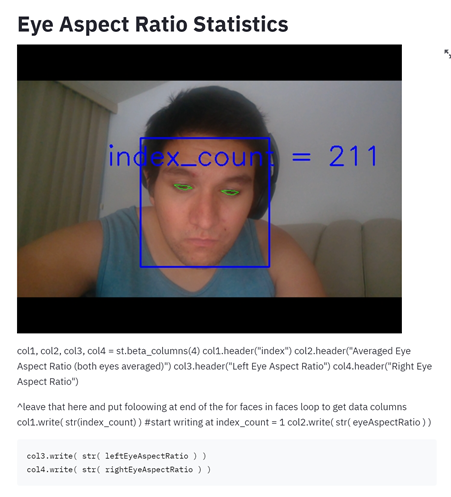 Eye Aspect Ratio Statistics
index_count = 211
col1, col2, col3, col4 = st.beta_columns(4) col1.header("index") col2.header("Averaged Eye
Aspect Ratio (both eyes averaged)") col3.header("Left Eye Aspect Ratio") col4.header("Right Eye
Aspect Ratio")
^leave that here and put foloowing at end of the for faces in faces loop to get data columns
col1.write( str(index_count) ) #start writing at index_count = 1 col2.write( str( eyeAspectRatio ) )
col3.write( str( leftEyeAspectRatio ) )
col4.write( str( rightEyeAspectRatio ) )